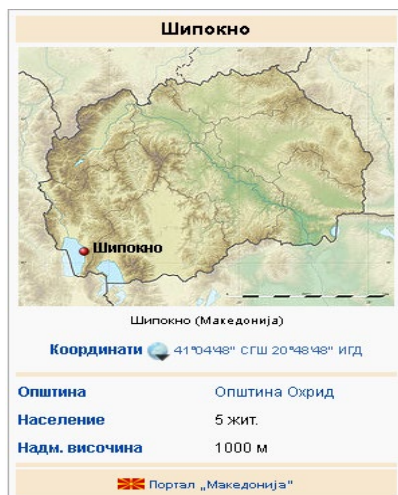 Шипокно
Шипокно
Шипокно (Македонија)
Координати 41°04′48″ СГШ 20°48′48″ ИГД
Општина Општина Охрид
Население 5 жит.
Надм. височина 1000 м
Портал „Македонија"